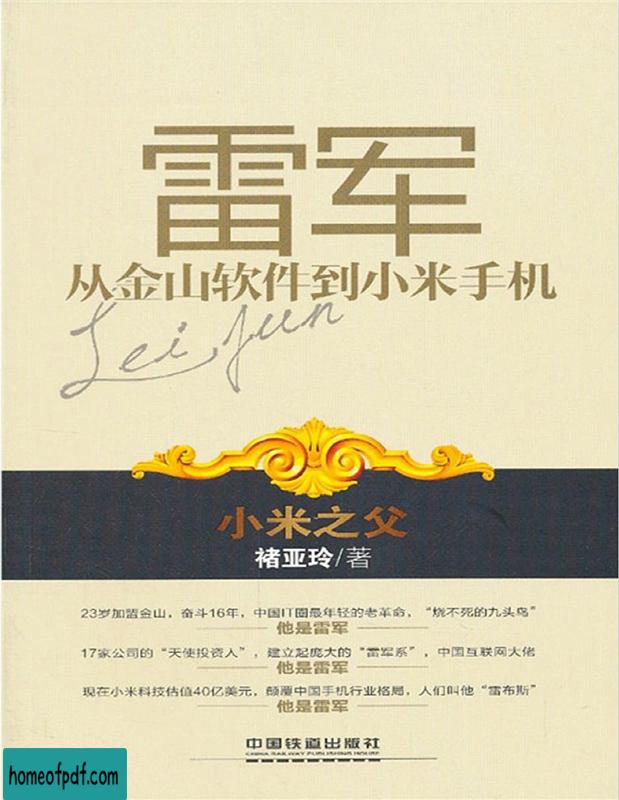 雷军
从金山软件到小米手机
Lei Jun
小米之父
褚亚玲/著
23岁加盟金山，奋斗16年，中国IT圈最年轻的老革命，“烧不死的九头鸟”
他是雷军
17家公司的“天使投资人”，建立起庞大的“雷军系”，中国互联网大佬
他是雷军
现在小米科技估值40亿美元，颠覆中国手机行业格局，人们叫他“雷布斯”
他是雷军
中国铁道出版社
CHINA RAILWAY PUBLISHING HOUSE
homeofpdf.com